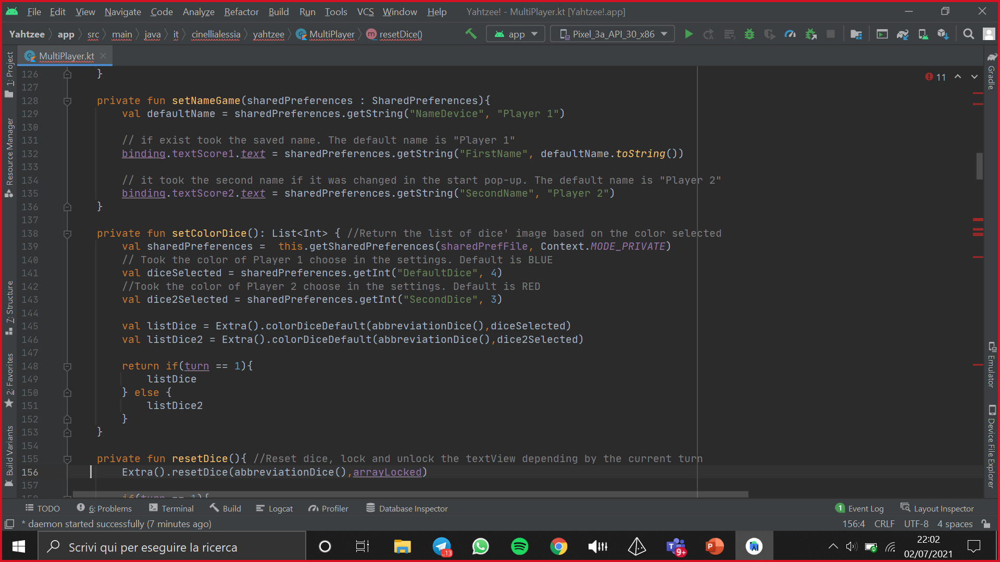 File Edit View Navigate Code Analyze Refactor Build Run Tools VCS Window Help Yahtzee! - MultiPlayer.kt [Yahtzee!.app]
Yahtzee app src main java it cinellialessia yahtzee MultiPlayer m resetDice() app Pixel_3a_API_30_x86
MultiPlayer.kt
11
1: Project
Resource Manager
7: Structure
2: Favorites
Build Variants
Gradle
Emulator
Device File Explorer
126 }
127
128 private fun setNameGame(sharedPreferences : SharedPreferences){
129 val defaultName = sharedPreferences.getString("NameDevice", "Player 1")
130
131 // if exist took the saved name. The default name is "Player 1"
132 binding.textScore1.text = sharedPreferences.getString("FirstName", defaultName.toString())
133
134 // it took the second name if it was changed in the start pop-up. The default name is "Player 2"
135 binding.textScore2.text = sharedPreferences.getString("SecondName", "Player 2")
136 }
137
138 private fun setColorDice(): List<Int> { //Return the list of dice' image based on the color selected
139 val sharedPreferences =  this.getSharedPreferences(sharedPrefFile, Context.MODE_PRIVATE)
140 // Took the color of Player 1 choose in the settings. Default is BLUE
141 val diceSelected = sharedPreferences.getInt("DefaultDice", 4)
142 //Took the color of Player 2 choose in the settings. Default is RED
143 val dice2Selected = sharedPreferences.getInt("SecondDice", 3)
144
145 val listDice = Extra().colorDiceDefault(abbreviationDice(),diceSelected)
146 val listDice2 = Extra().colorDiceDefault(abbreviationDice(),dice2Selected)
147
148 return if(turn == 1){
149 listDice
150 } else {
151 listDice2
152 }
153 }
154
155 private fun resetDice(){ //Reset dice, lock and unlock the textView depending by the current turn
156 Extra().resetDice(abbreviationDice(),arrayLocked)
157
158 if(turn == 1){
TODO 6: Problems Terminal Build Logcat Profiler Database Inspector 1 Event Log Layout Inspector
* daemon started successfully (7 minutes ago) 156:4 CRLF UTF-8 4 spaces
Scrivi qui per eseguire la ricerca ..13 T 9+ P AI 22:02
02/07/2021